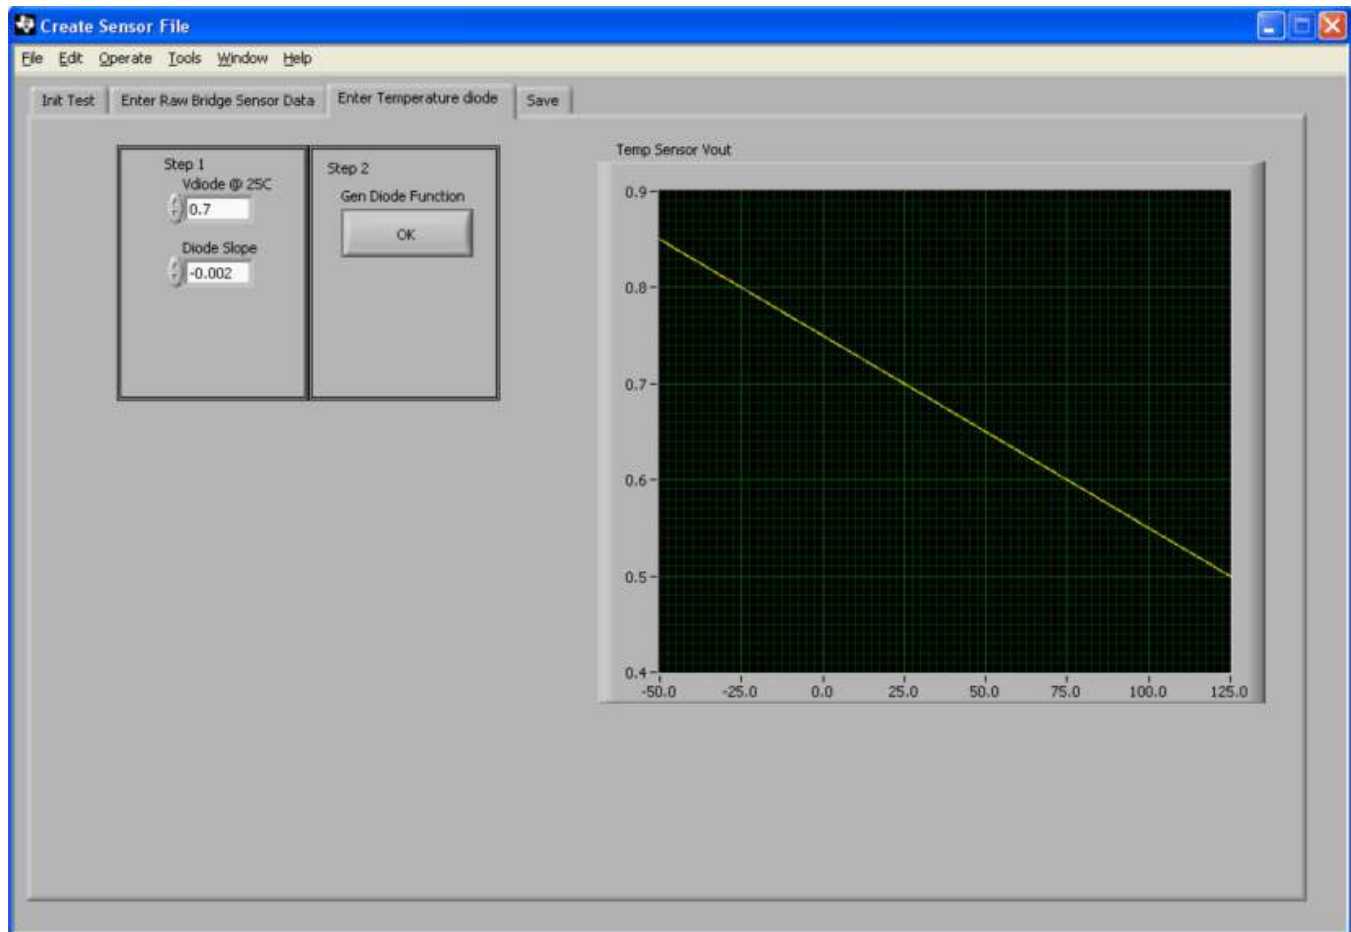 Create Sensor File
File Edit Operate Tools Window Help
Init Test Enter Raw Bridge Sensor Data Enter Temperature diode Save
Step 1
Vdiode @ 25C
0.7
Diode Slope
-0.002
Step 2
Gen Diode Function
OK
Temp Sensor Vout
0.9
0.8
0.7
0.6
0.5
0.4
-50.0 -25.0 0.0 25.0 50.0 75.0 100.0 125.0